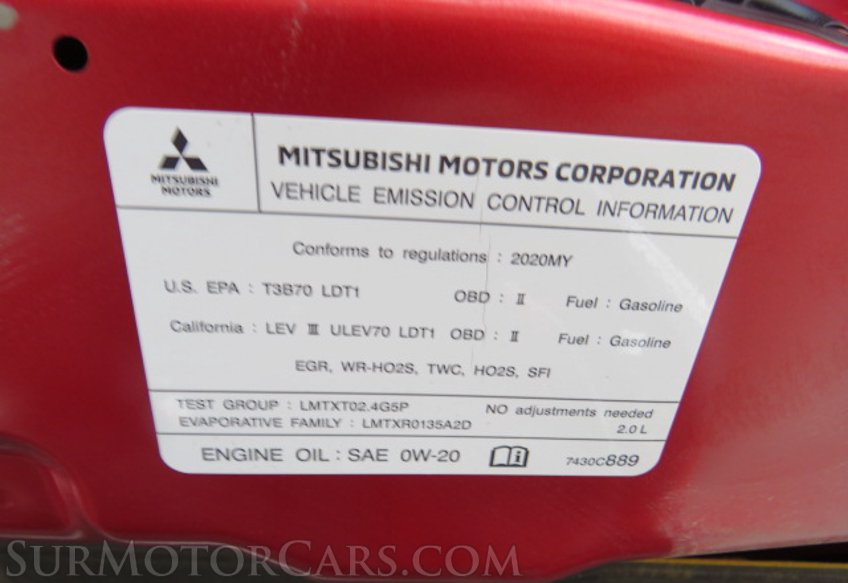 MITSUBISHI MOTORS CORPORATION
MITSUBISHI
MOTORS
VEHICLE EMISSION CONTROL INFORMATION
Conforms to regulations : 2020MY
U.S. EPA : T3B70 LDT1 OBD : Ⅱ Fuel : Gasoline
California : LEV Ⅲ ULEV70 LDT1 OBD : Ⅱ Fuel : Gasoline
EGR, WR-HO2S, TWC, HO2S, SFI
TEST GROUP : LMTXT02.4G5P NO adjustments needed
EVAPORATIVE FAMILY : LMTXR0135A2D 2.0 L
ENGINE OIL : SAE 0W-20 7430C889
SurMotorCars.com